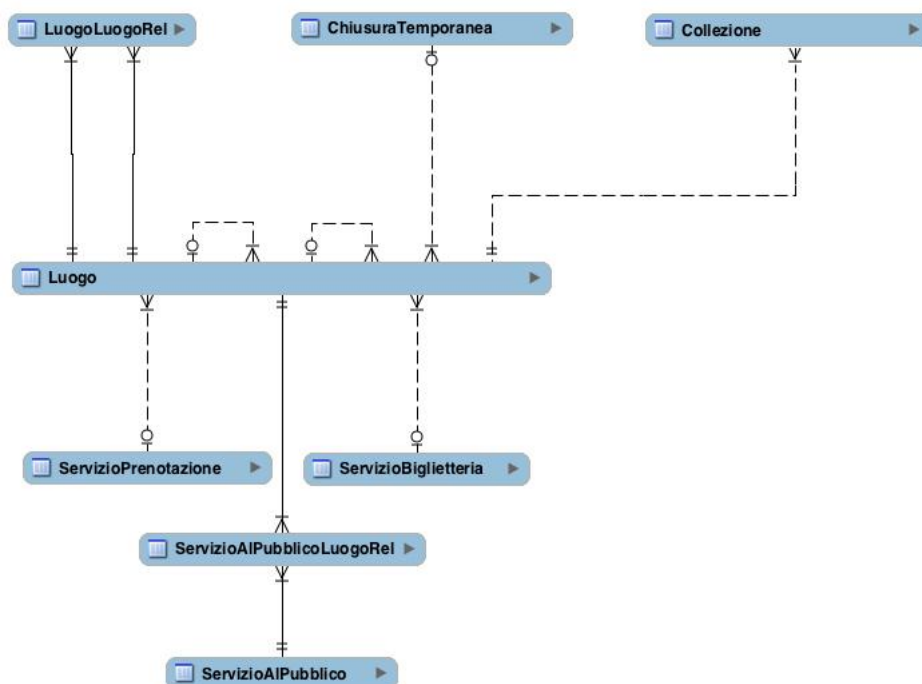 LuogoLuogoRel
ChiusuraTemporanea
Collezione
Luogo
ServizioPrenotazione
ServizioBiglietteria
ServizioAlPubblicoLuogoRel
ServizioAlPubblico